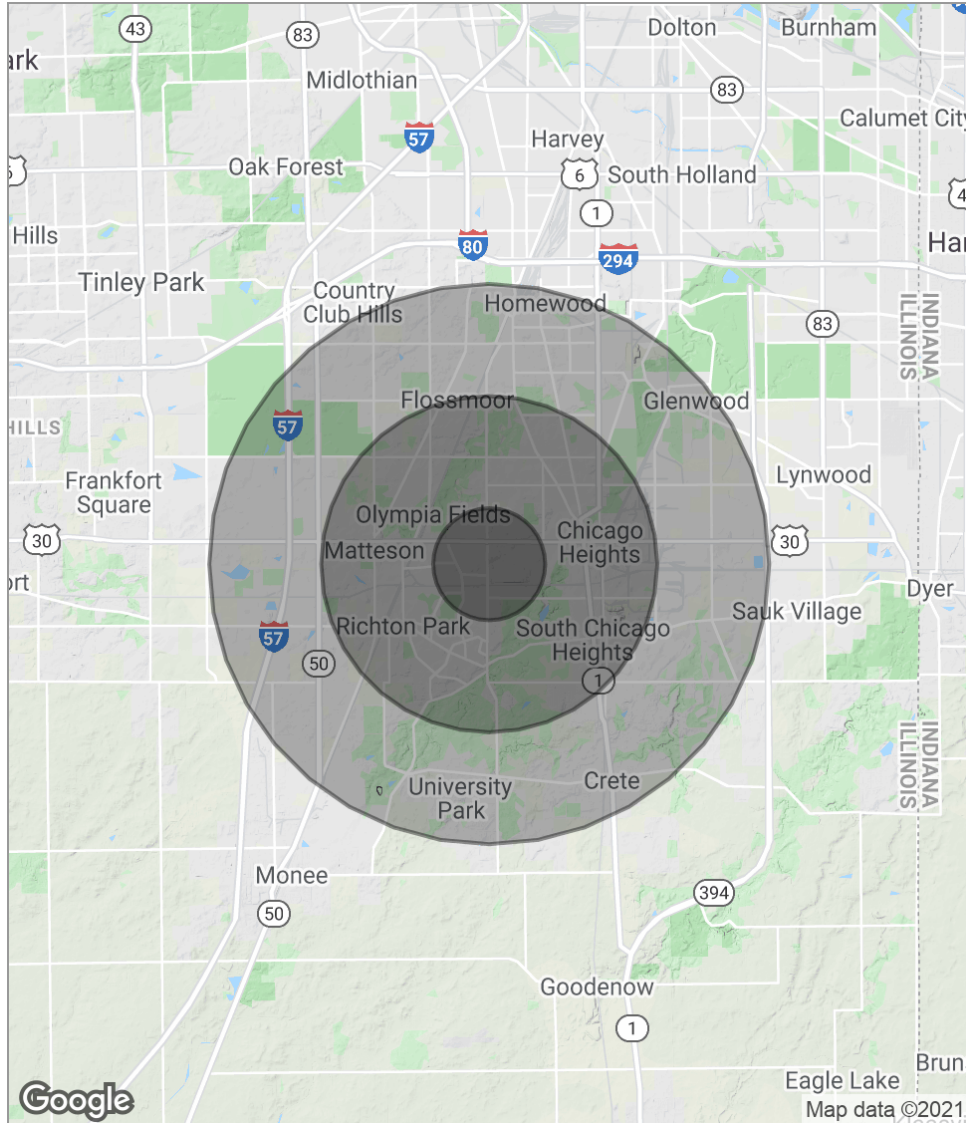 43
83
Dolton
Burnham
ark
Midlothian
83
57
Calumet City
Harvey
Oak Forest
6
South Holland
6
1
Hills
80
294
Har
Tinley Park
Country
Club Hills
Homewood
INDIANA
ILLINOIS
83
Flossmoor
Glenwood
57
HILLS
Lynwood
Frankfort
Square
Olympia Fields
30
Matteson
Chicago
Heights
30
ort
Dyer
Sauk Village
Richton Park
South Chicago
Heights
57
50
1
INDIANA
ILLINOIS
University
Park
Crete
Monee
394
50
Goodenow
1
Brun
Eagle Lake
Google
Map data ©2021